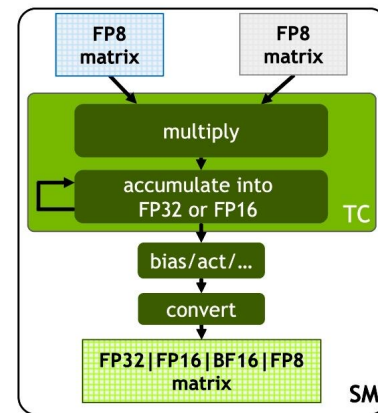 FP8
matrix
FP8
matrix
multiply
accumulate into
FP32 or FP16
TC
bias/act/...
convert
FP32|FP16|BF16|FP8
matrix
SM